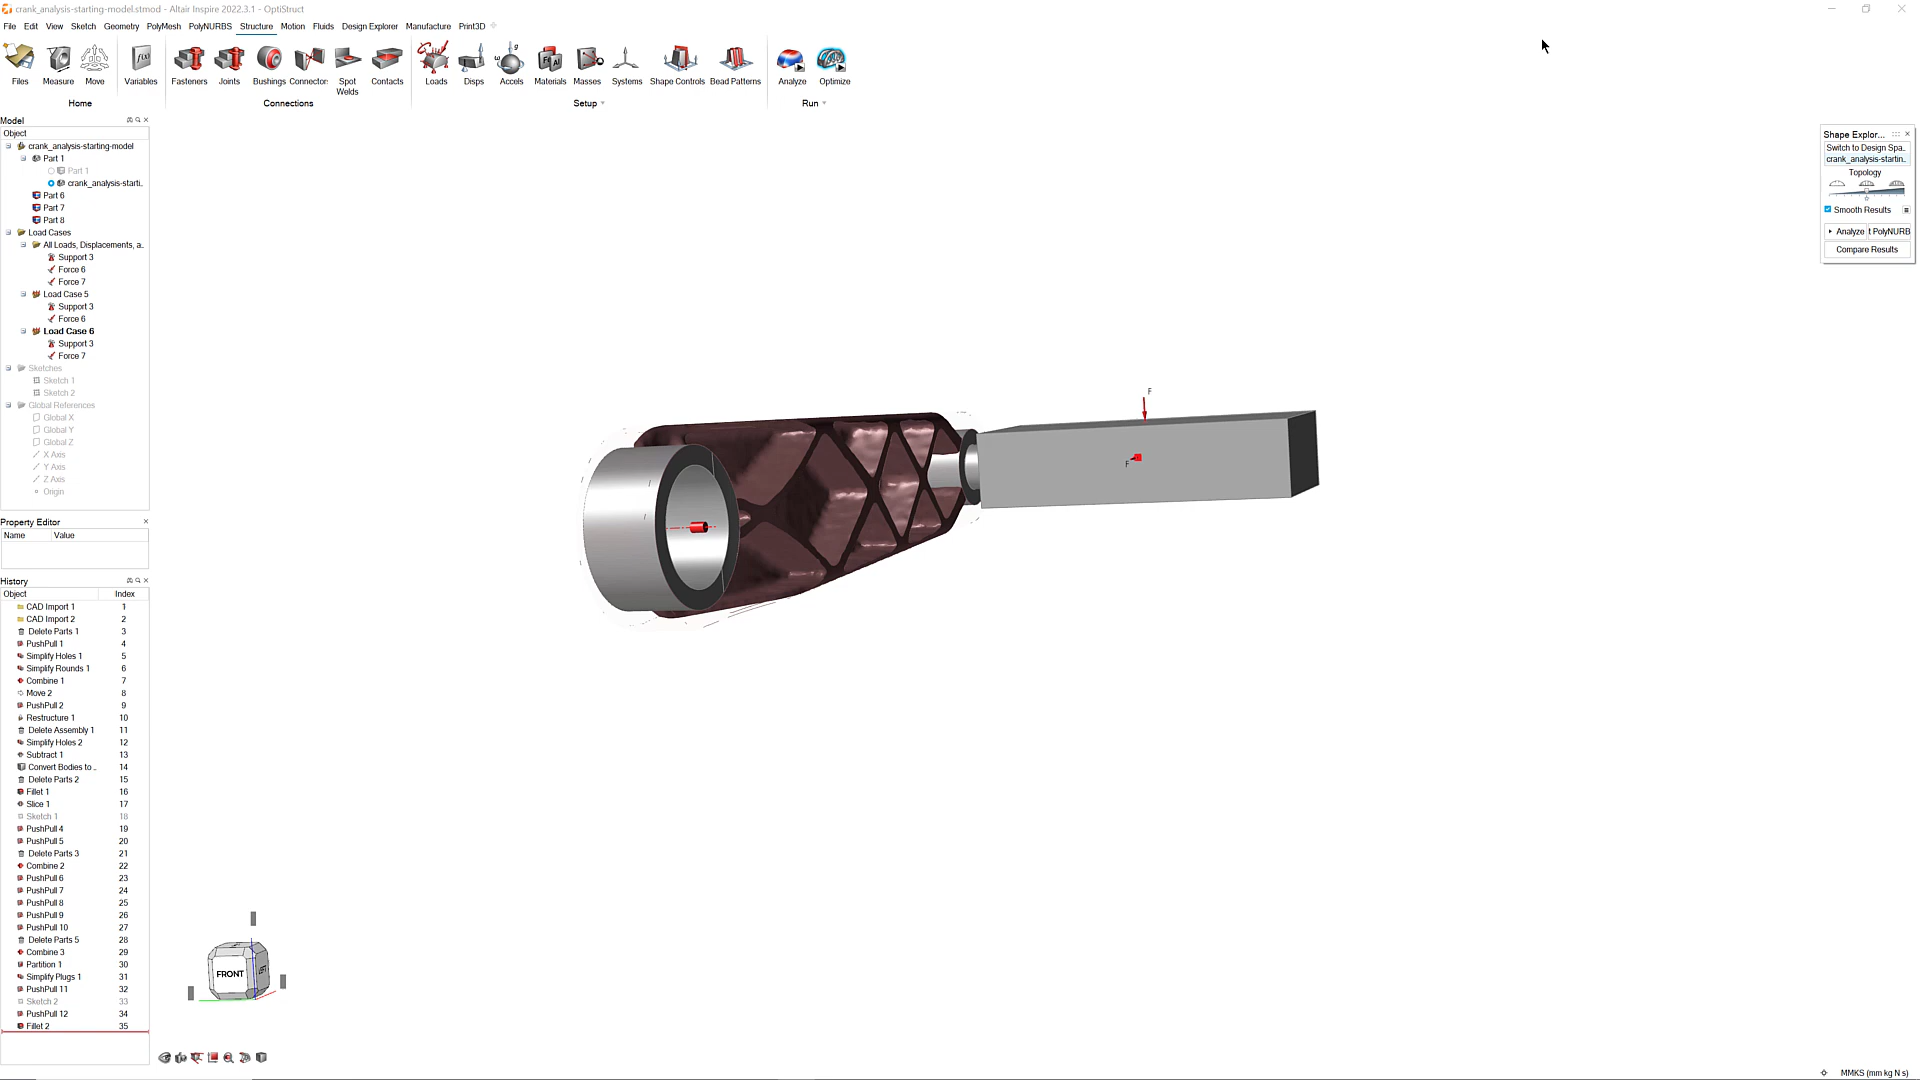 crank_analysis-starting-model.stmod - Altair Inspire 2022.3.1 - OptiStruct
File Edit View Sketch Geometry PolyMesh PolyNURBS Structure Motion Fluids Design Explorer Manufacture Print3D
Files Measure Move Variables Fasteners Joints Bushings Connectors Spot Welds Contacts Loads Disps Accels Materials Masses Systems Shape Controls Bead Patterns Analyze Optimize
Home Connections Setup Run
Model
Object
crank_analysis-starting-model
Part 1
Part 1
crank_analysis-starti..
Part 6
Part 7
Part 8
Load Cases
All Loads, Displacements, a..
Support 3
Force 6
Force 7
Load Case 5
Support 3
Force 6
Load Case 6
Support 3
Force 7
Sketches
Sketch 1
Sketch 2
Global References
Global X
Global Y
Global Z
X Axis
Y Axis
Z Axis
Origin
Property Editor
Name Value
History
Object Index
CAD Import 1 1
CAD Import 2 2
Delete Parts 1 3
PushPull 1 4
Simplify Holes 1 5
Simplify Rounds 1 6
Combine 1 7
Move 2 8
PushPull 2 9
Restructure 1 10
Delete Assembly 1 11
Simplify Holes 2 12
Subtract 1 13
Convert Bodies to .. 14
Delete Parts 2 15
Fillet 1 16
Slice 1 17
Sketch 1 18
PushPull 4 19
PushPull 5 20
Delete Parts 3 21
Combine 2 22
PushPull 6 23
PushPull 7 24
PushPull 8 25
PushPull 9 26
PushPull 10 27
Delete Parts 5 28
Combine 3 29
Partition 1 30
Simplify Plugs 1 31
PushPull 11 32
Sketch 2 33
PushPull 12 34
Fillet 2 35
F
F
FRONT
Shape Explor...
Switch to Design Spa..
crank_analysis-startin..
Topology
Smooth Results
Analyze t PolyNURB
Compare Results
MMKS (mm kg N s)